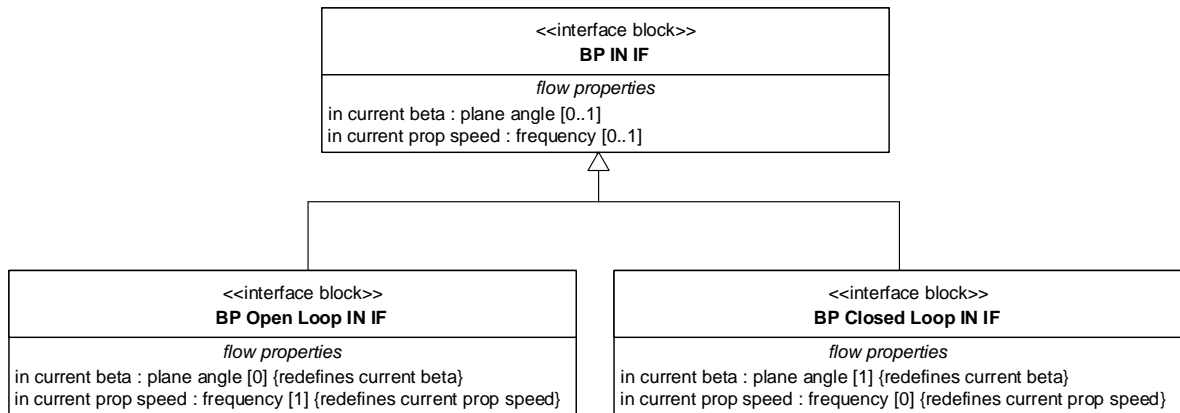 <<interface block>>
BP IN IF
flow properties
in current beta : plane angle [0..1]
in current prop speed : frequency [0..1]
<<interface block>>
BP Open Loop IN IF
flow properties
in current beta : plane angle [0] {redefines current beta}
in current prop speed : frequency [1] {redefines current prop speed}
<<interface block>>
BP Closed Loop IN IF
flow properties
in current beta : plane angle [1] {redefines current beta}
in current prop speed : frequency [0] {redefines current prop speed}